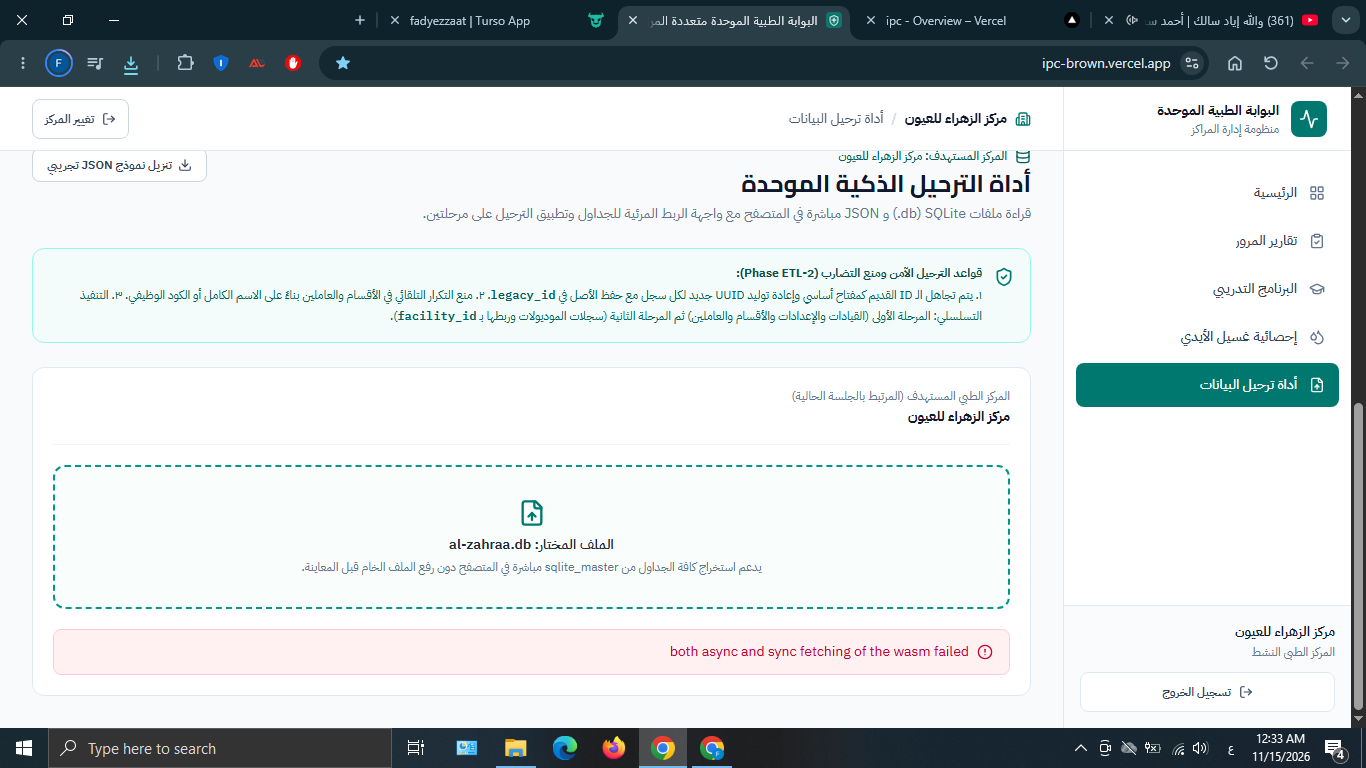 fadyezzaat | Turso App
البوابة الطبية الموحدة متعددة المر
ipc - Overview – Vercel
(361) والله إياد سالك | أحمد س
F
ipc-brown.vercel.app
البوابة الطبية الموحدة
منظومة إدارة المراكز
الرئيسية
تقارير المرور
البرنامج التدريبي
إحصائية غسيل الأيدي
أداة ترحيل البيانات
مركز الزهراء للعيون
المركز الطبي النشط
تسجيل الخروج
مركز الزهراء للعيون / أداة ترحيل البيانات
تغيير المركز
المركز المستهدف: مركز الزهراء للعيون
تنزيل نموذج JSON تجريبي
أداة الترحيل الذكية الموحدة
قراءة ملفات SQLite (.db) و JSON مباشرة في المتصفح مع واجهة الربط المرئية للجداول وتطبيق الترحيل على مرحلتين.
قواعد الترحيل الآمن ومنع التضارب (Phase ETL-2):
١. يتم تجاهل الـ ID القديم كمفتاح أساسي وإعادة توليد UUID جديد لكل سجل مع حفظ الأصل في legacy_id. ٢. منع التكرار التلقائي في الأقسام والعاملين بناءً على الاسم الكامل أو الكود الوظيفي. ٣. التنفيذ
التسلسلي: المرحلة الأولى (القيادات والإعدادات والأقسام والعاملين) ثم المرحلة الثانية (سجلات الموديولات وربطها بـ facility_id).
المركز الطبي المستهدف (المرتبط بالجلسة الحالية)
مركز الزهراء للعيون
الملف المختار: al-zahraa.db
يدعم استخراج كافة الجداول من sqlite_master مباشرة في المتصفح دون رفع الملف الخام قبل المعاينة.
both async and sync fetching of the wasm failed
Type here to search
ع
12:33 AM
11/15/2026
4